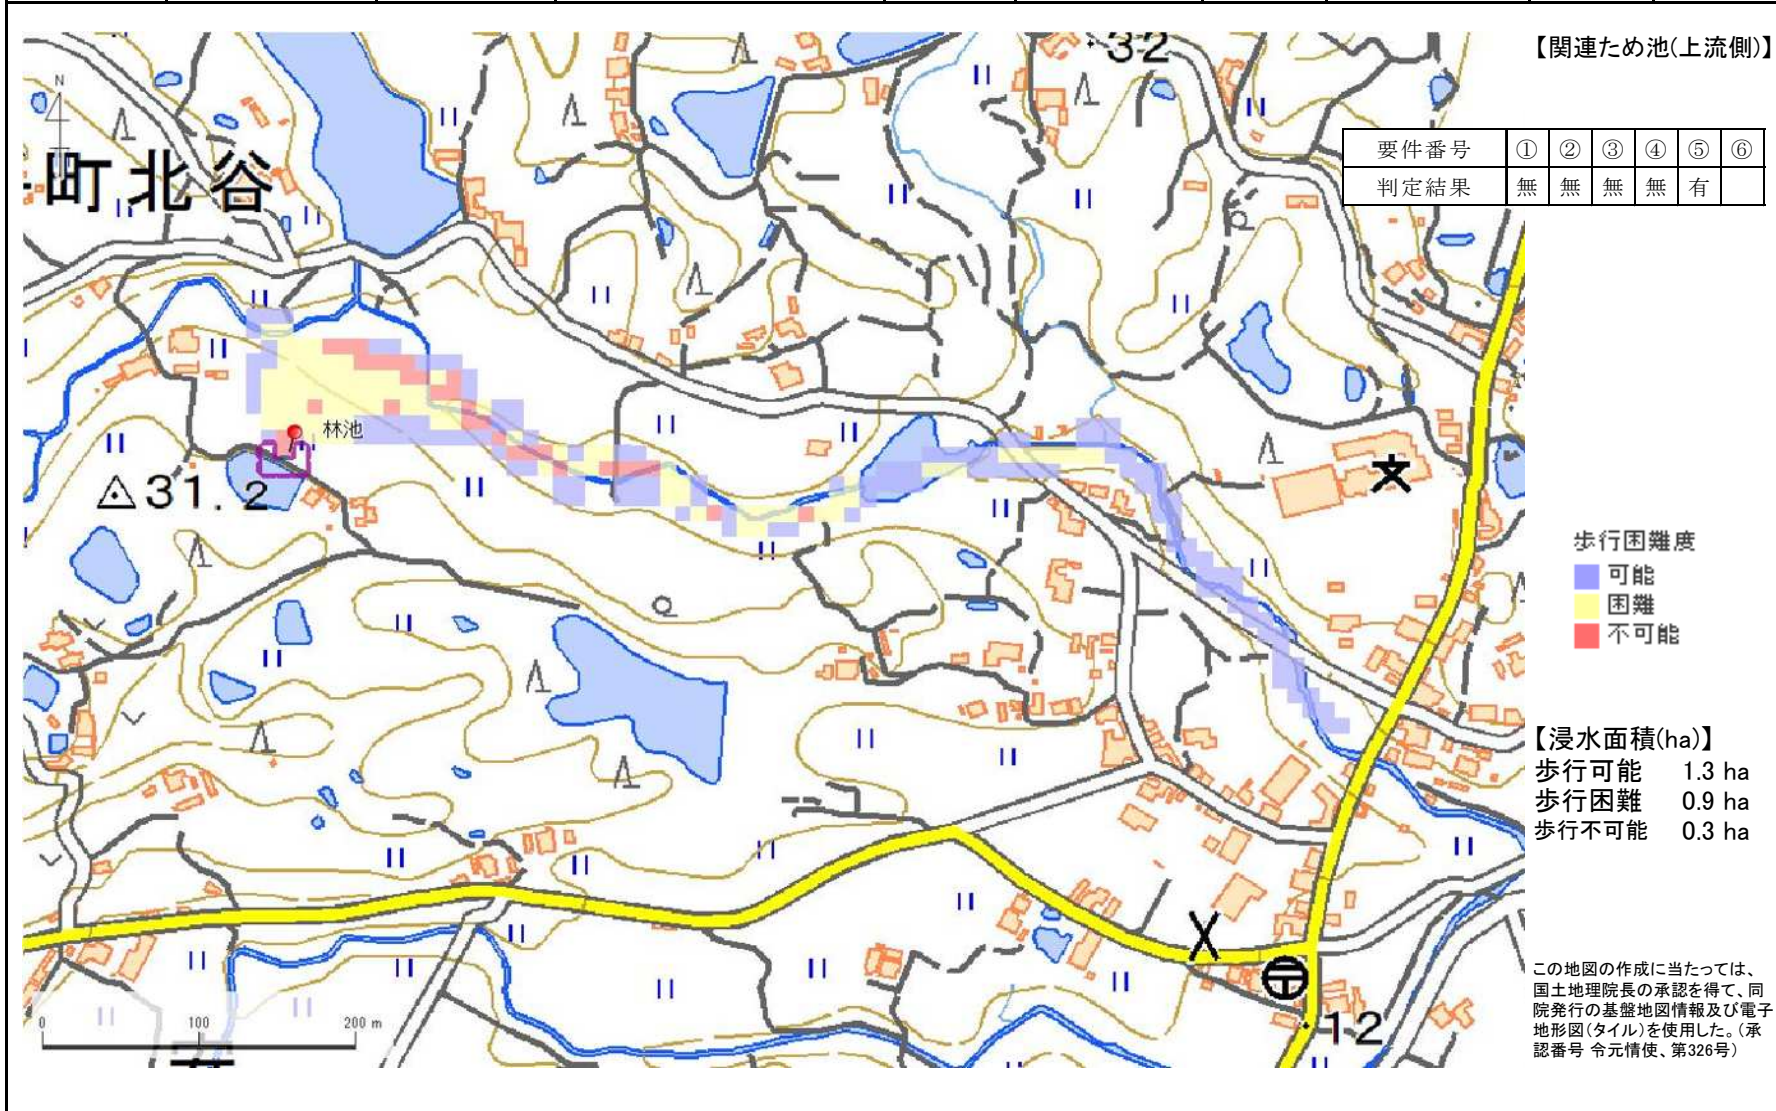 【関連ため池(上流側)】
32
N
町北谷
要件番号 ① ② ③ ④ ⑤ ⑥
判定結果 無 無 無 無 有
林池
31.2
歩行困難度
可能
困難
不可能
【浸水面積(ha)】
歩行可能 1.3 ha
歩行困難 0.9 ha
歩行不可能 0.3 ha
この地図の作成に当たっては、
国土地理院長の承認を得て、同
院発行の基盤地図情報及び電子
地形図(タイル)を使用した。(承
認番号 令元情使、第326号)
0 100 200 m
12